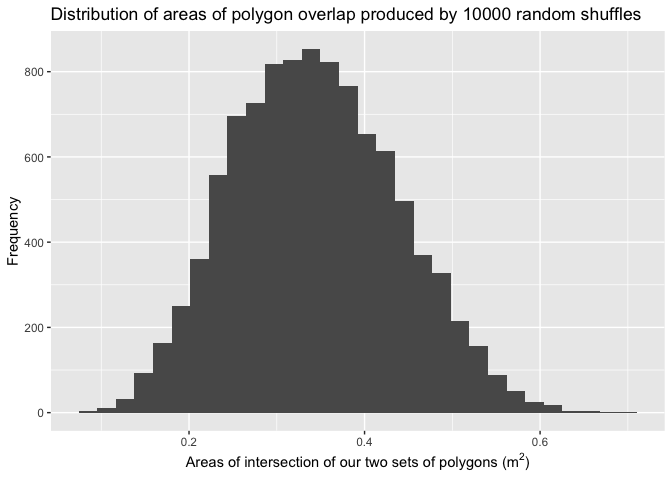 Distribution of areas of polygon overlap produced by 10000 random shuffles
800
600
400
200
0
Frequency
0.2 0.4 0.6
Areas of intersection of our two sets of polygons (m²)